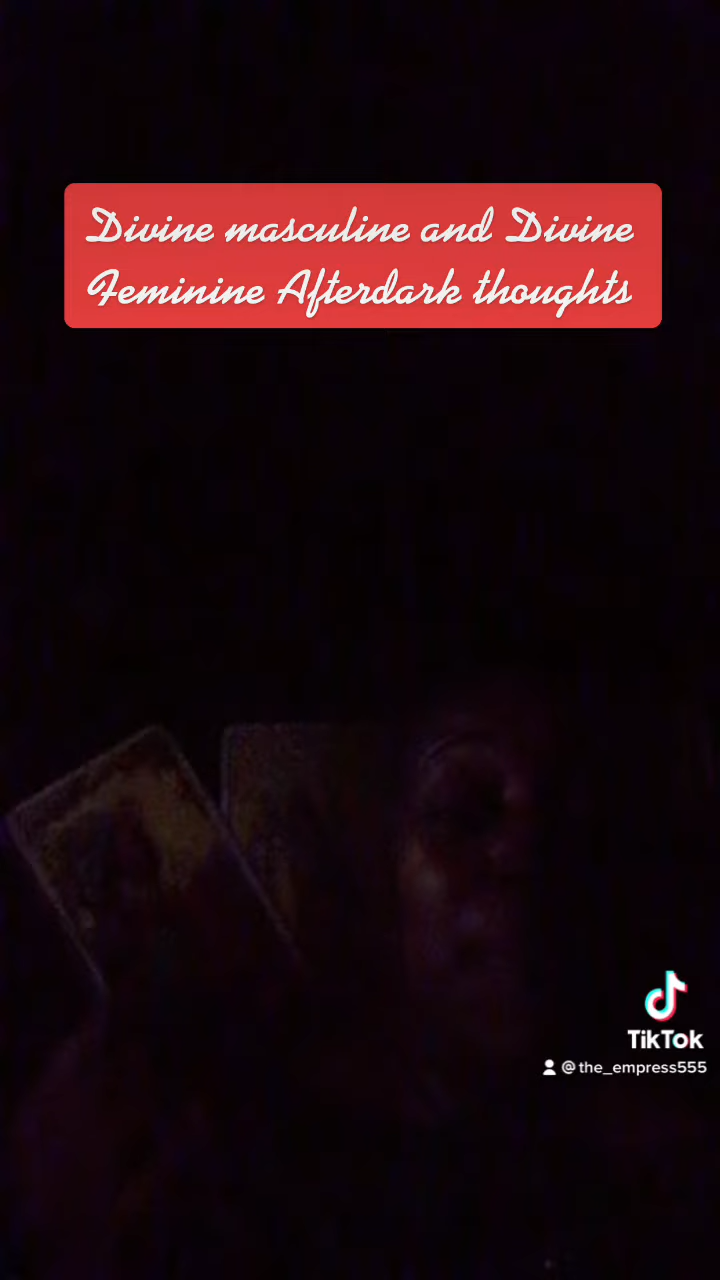 Divine masculine and Divine
Feminine Afterdark thoughts
TikTok
@the_empress555